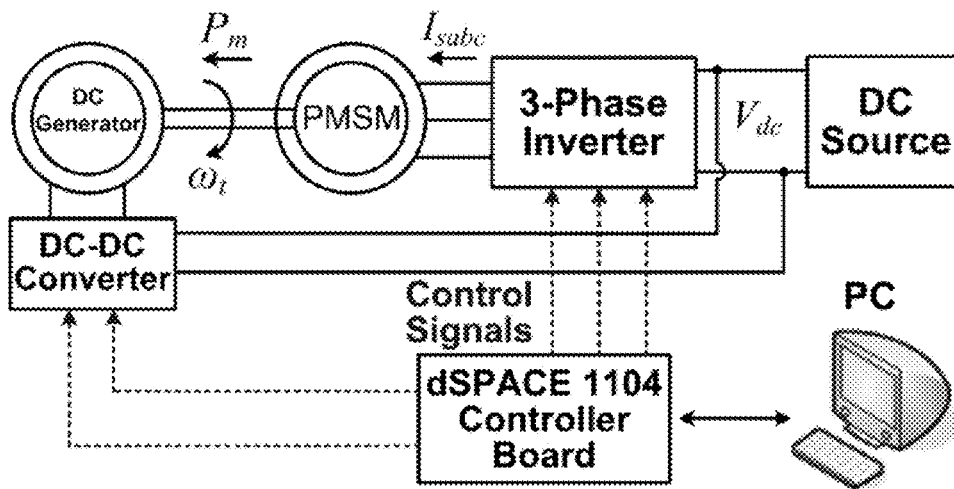 P_m
I_sabc
DC
Generator
PMSM
3-Phase
Inverter
V_dc
DC
Source
ω_t
DC-DC
Converter
Control
Signals
PC
dSPACE 1104
Controller
Board